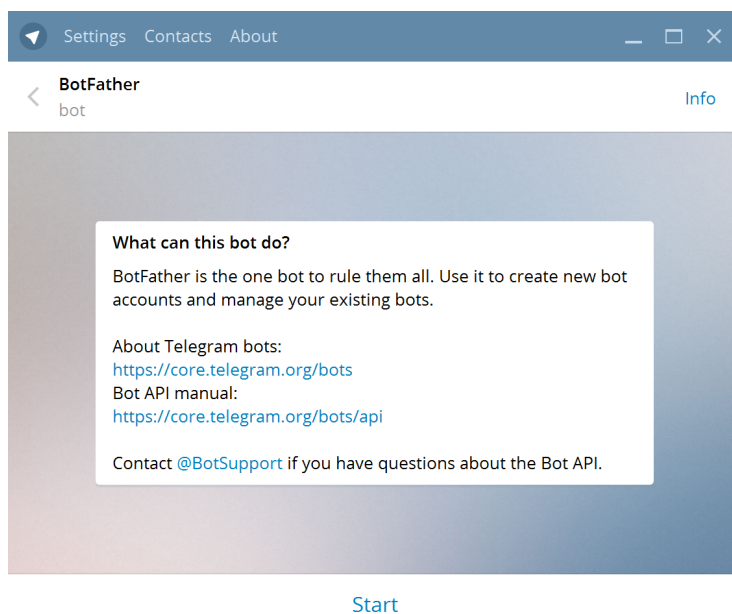 Settings Contacts About
BotFather
bot
Info
What can this bot do?
BotFather is the one bot to rule them all. Use it to create new bot
accounts and manage your existing bots.
About Telegram bots:
https://core.telegram.org/bots
Bot API manual:
https://core.telegram.org/bots/api
Contact @BotSupport if you have questions about the Bot API.
Start